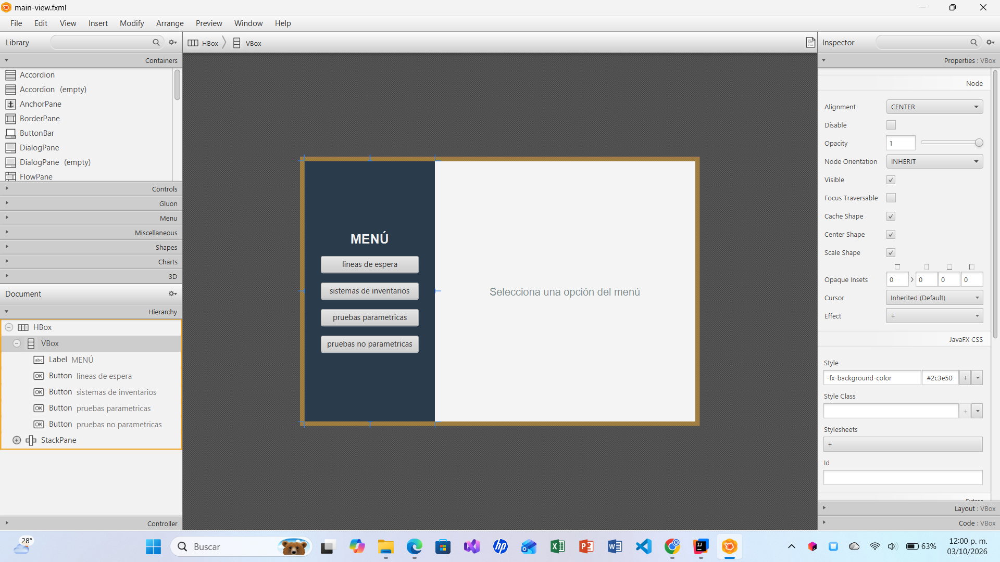 main-view.fxml
File Edit View Insert Modify Arrange Preview Window Help
Library
HBox VBox
Inspector
Containers
Accordion
Accordion (empty)
AnchorPane
BorderPane
ButtonBar
DialogPane
DialogPane (empty)
FlowPane
Controls
Gluon
Menu
Miscellaneous
Shapes
Charts
3D
Document
Hierarchy
HBox
VBox
Label MENÚ
Button lineas de espera
Button sistemas de inventarios
Button pruebas parametricas
Button pruebas no parametricas
StackPane
Controller
MENÚ
lineas de espera
sistemas de inventarios
pruebas parametricas
pruebas no parametricas
Selecciona una opción del menú
Properties : VBox
Node
Alignment CENTER
Disable
Opacity 1
Node Orientation INHERIT
Visible
Focus Traversable
Cache Shape
Center Shape
Scale Shape
Opaque Insets 0 0 0 0
Cursor Inherited (Default)
Effect +
JavaFX CSS
Style
-fx-background-color #2c3e50 +
Style Class
+
Stylesheets
+
Id
Layout : VBox
Code : VBox
28°
Buscar
63%
12:00 p. m.
03/10/2026